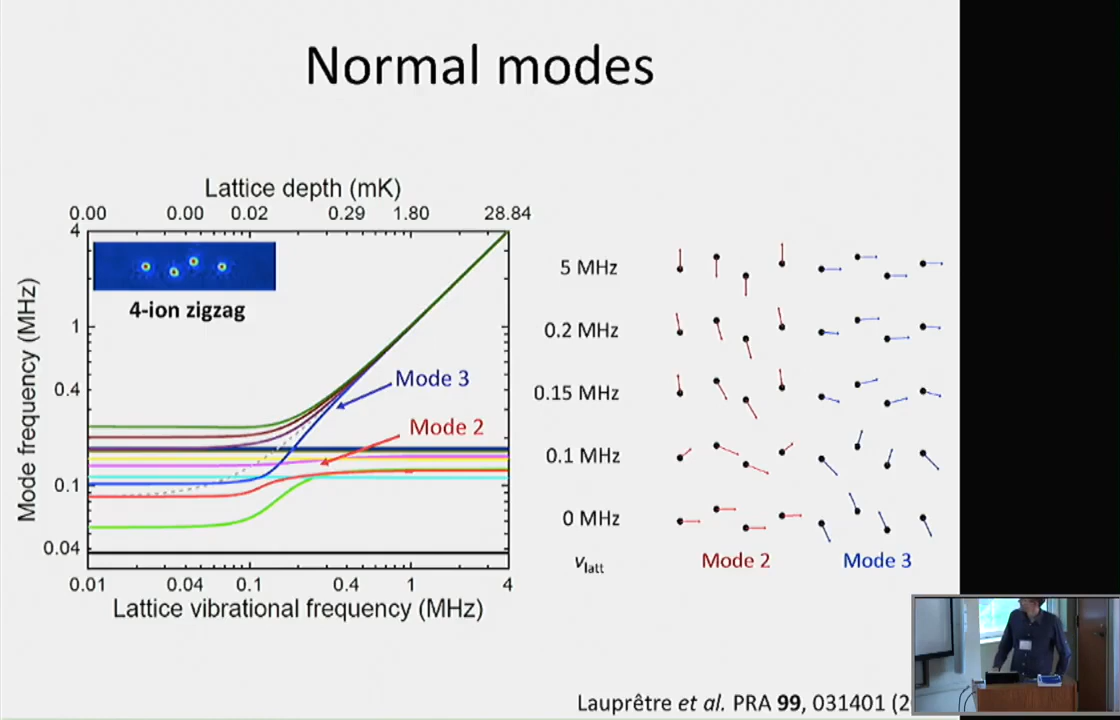 Normal modes
Lattice depth (mK)
0.00 0.00 0.02 0.29 1.80 28.84
4
1
0.4
0.1
0.04
Mode frequency (MHz)
4-ion zigzag
Mode 3
Mode 2
0.01 0.04 0.1 0.4 1 4
Lattice vibrational frequency (MHz)
5 MHz
0.2 MHz
0.15 MHz
0.1 MHz
0 MHz
νlatt Mode 2 Mode 3
Lauprêtre et al. PRA 99, 031401 (2